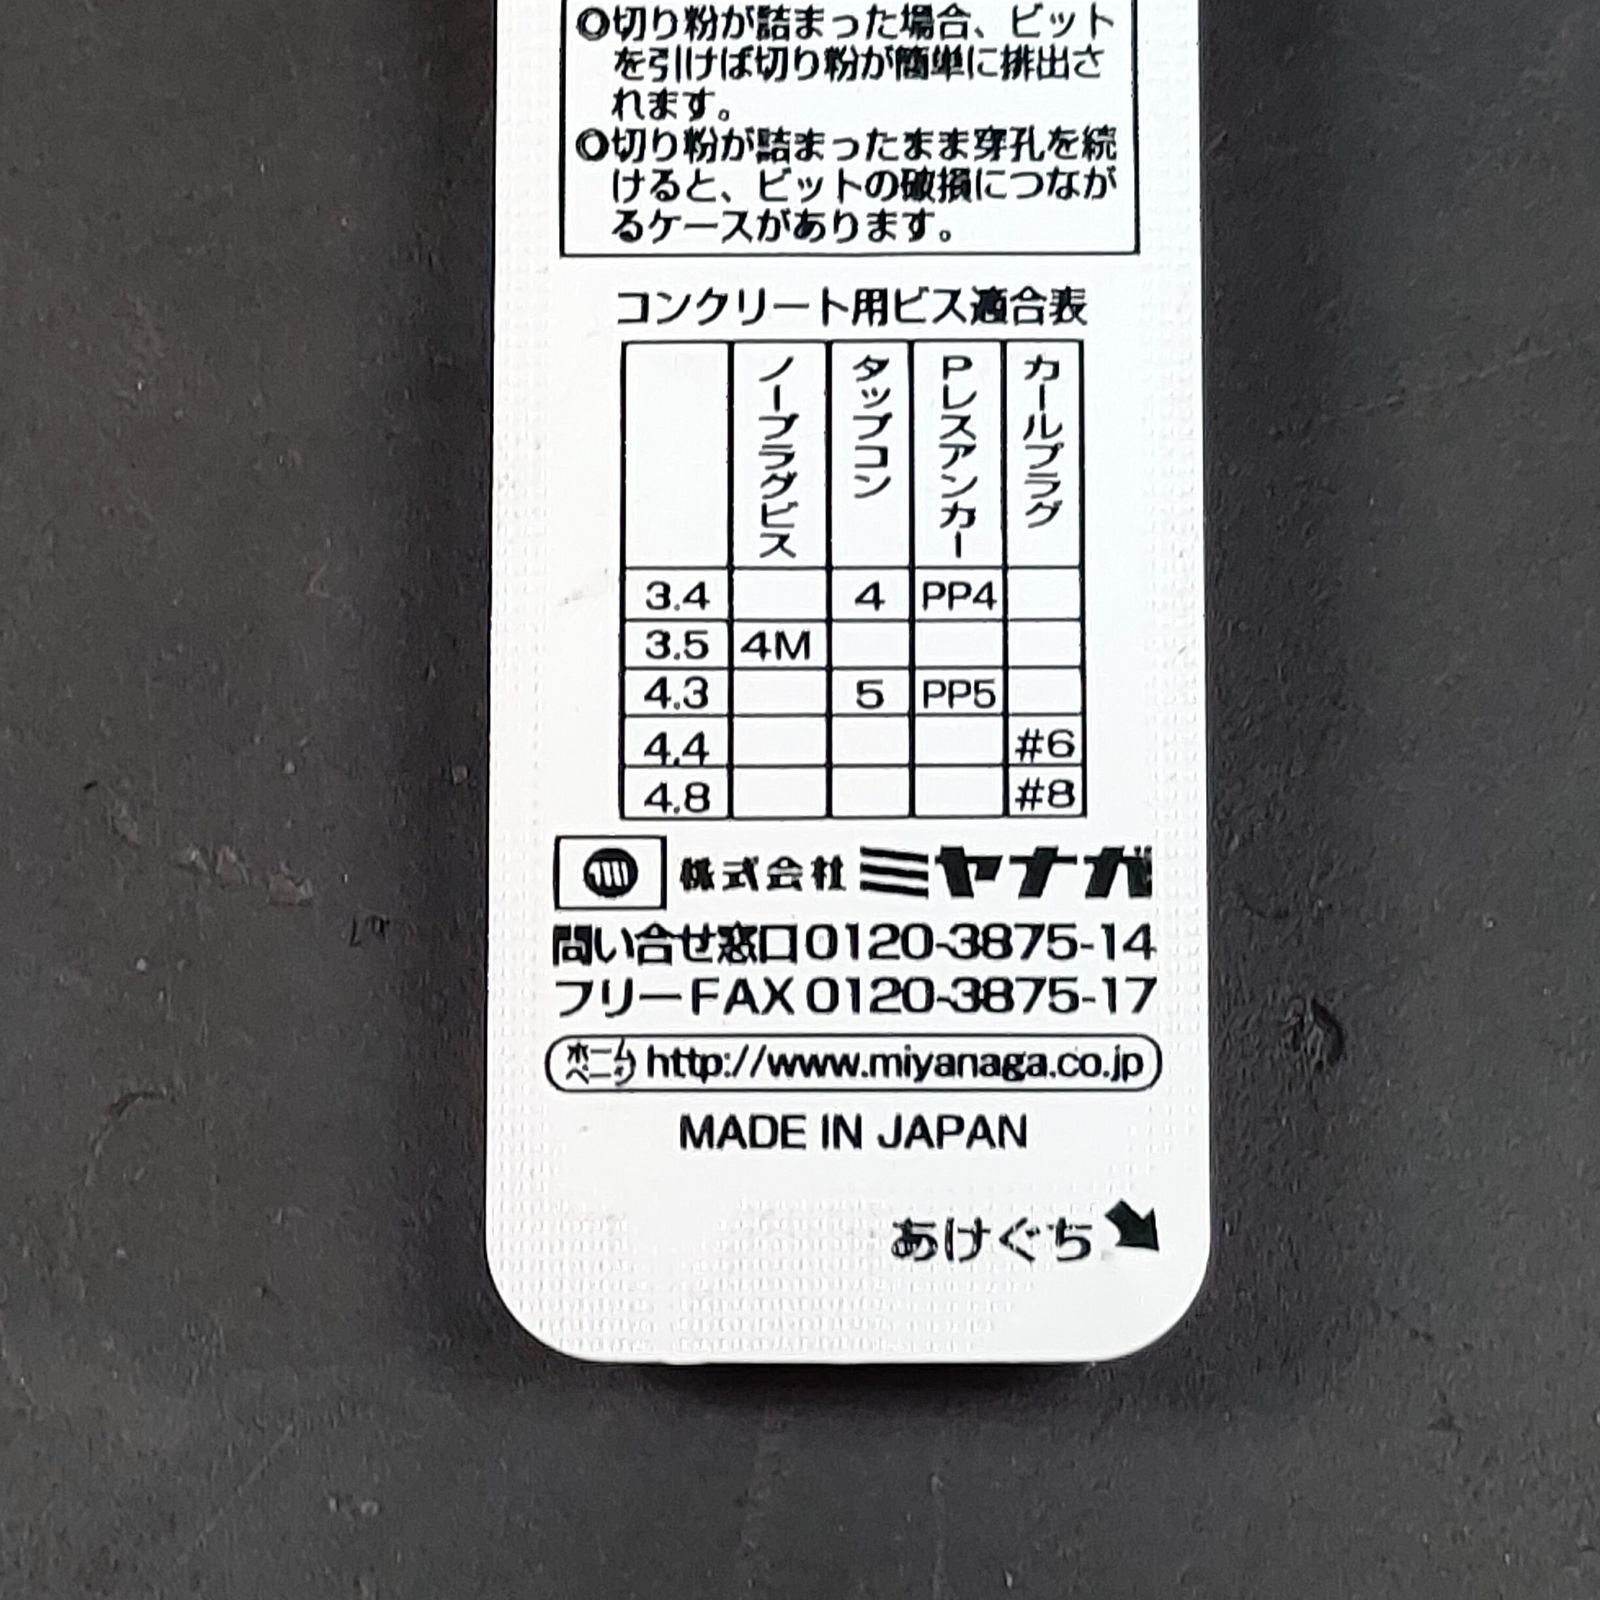 ◎切り粉が詰まった場合、ビット
を引けば切り粉が簡単に排出さ
れます。
◎切り粉が詰まったまま穿孔を続
けると、ビットの破損につなが
るケースがあります。
コンクリート用ビス適合表
ノープラグビス タップコン Pレスアンカー カールプラグ
3.4 4 PP4
3.5 4M
4.3 5 PP5
4.4 #6
4.8 #8
株式会社ミヤナガ
問い合せ窓口0120-3875-14
フリーFAX 0120-3875-17
ホームページ http://www.miyanaga.co.jp
MADE IN JAPAN
あけぐち